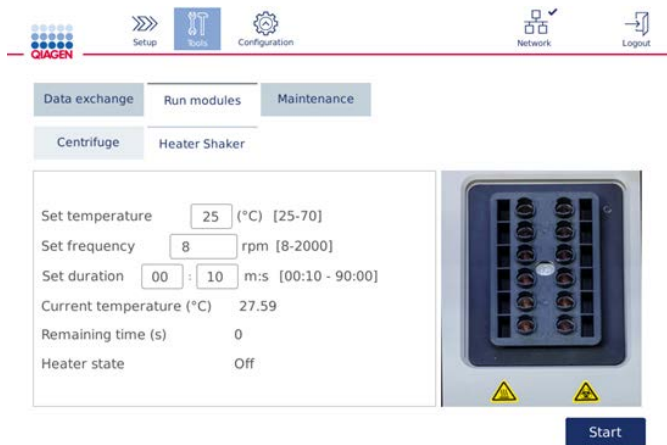 QIAGEN
Setup
Tools
Configuration
Network
Logout
Data exchange
Run modules
Maintenance
Centrifuge
Heater Shaker
Set temperature 25 (°C) [25-70]
Set frequency 8 rpm [8-2000]
Set duration 00 : 10 m:s [00:10 - 90:00]
Current temperature (°C) 27.59
Remaining time (s) 0
Heater state Off
Start